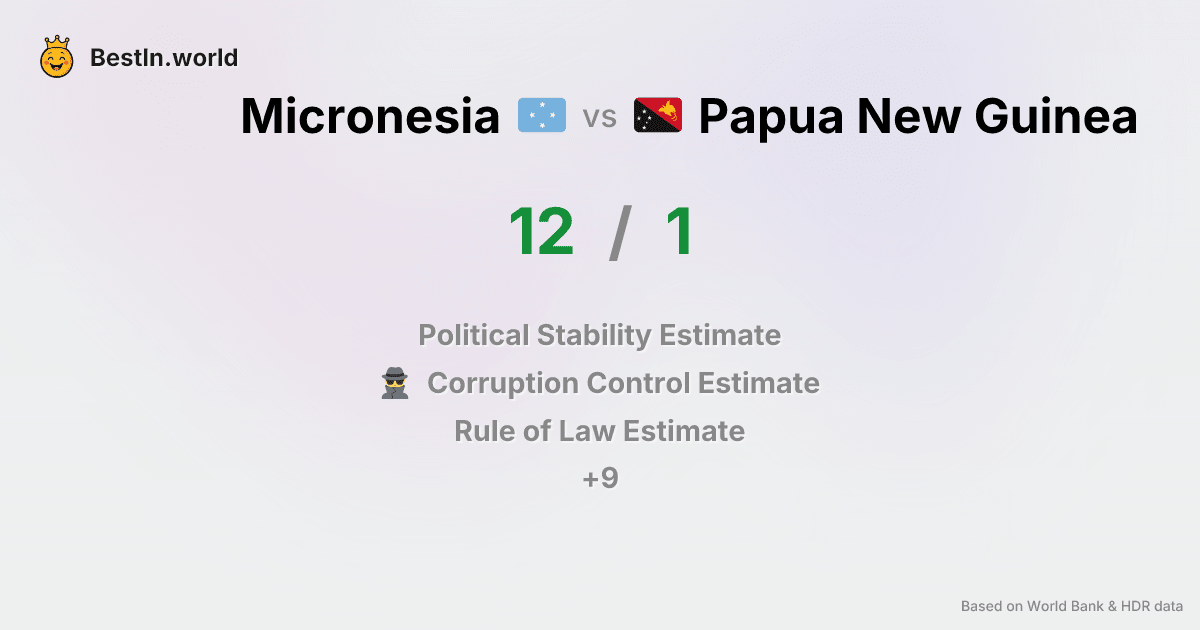 BestIn.world
Micronesia vs Papua New Guinea
12 / 1
Political Stability Estimate
Corruption Control Estimate
Rule of Law Estimate
+9
Based on World Bank & HDR data